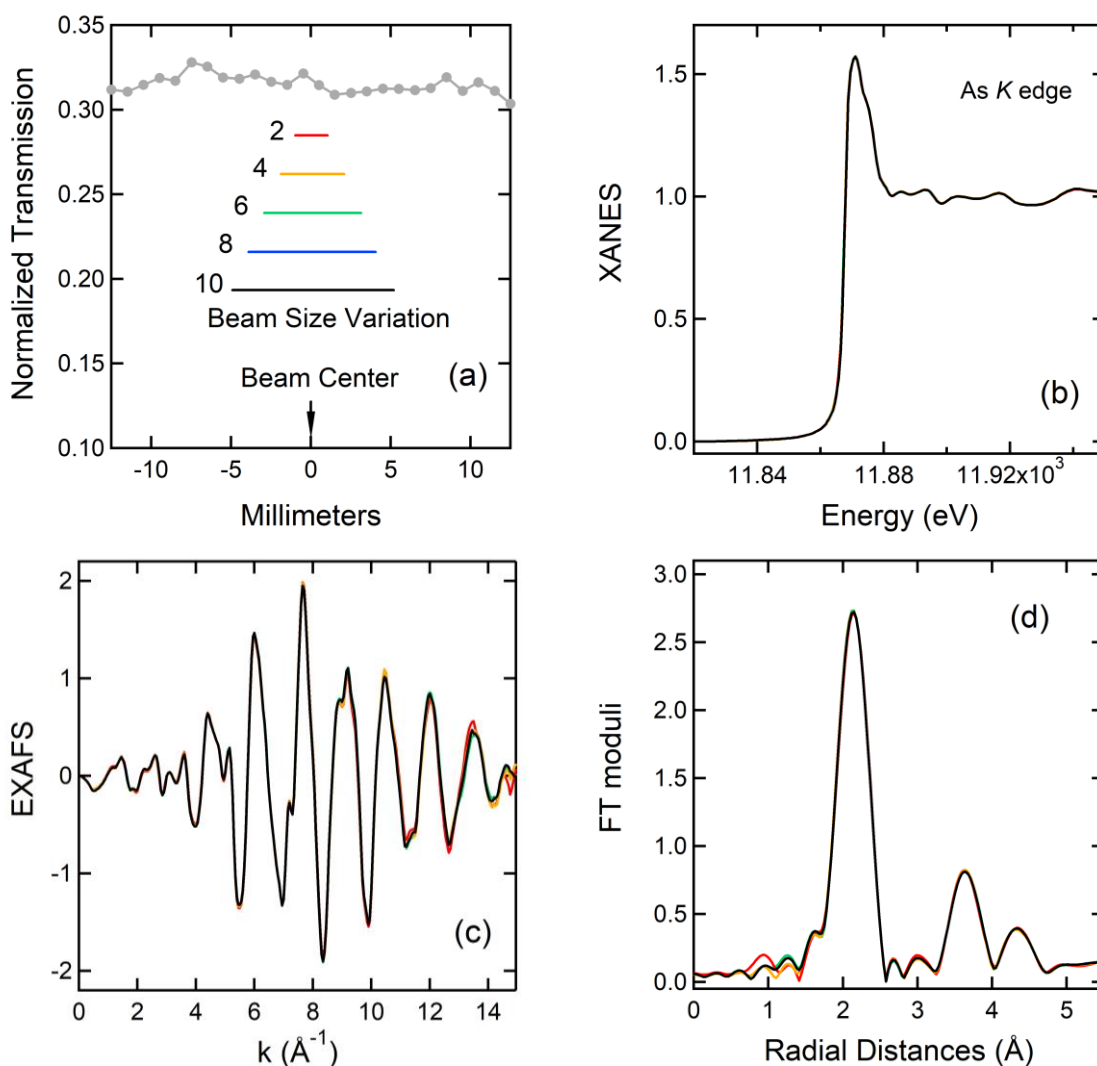 0.35
0.30
0.25
0.20
0.15
0.10
Normalized Transmission
2
4
6
8
10
Beam Size Variation
Beam Center
(a)
-10 -5 0 5 10
Millimeters
1.5
1.0
0.5
0.0
XANES
As K edge
(b)
11.84 11.88 11.92x10³
Energy (eV)
2
1
0
-1
-2
EXAFS
(c)
0 2 4 6 8 10 12 14
k (Å⁻¹)
3.0
2.5
2.0
1.5
1.0
0.5
0.0
FT moduli
(d)
0 1 2 3 4 5
Radial Distances (Å)